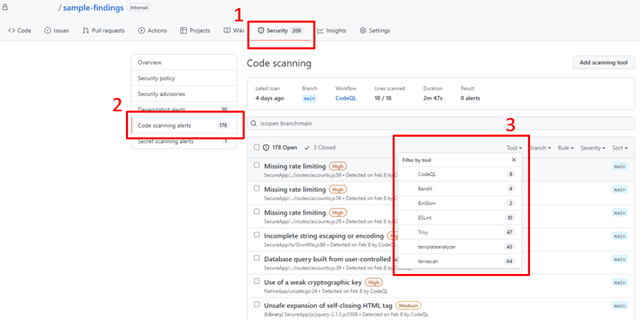 / sample-findings Internal
1
Code Issues Pull requests Actions Projects Wiki Security 209 Insights Settings
Overview
Security policy
Security advisories
Dependabot alerts 30
2
Code scanning alerts 178
Secret scanning alerts 1
Code scanning
Add scanning tool
Latest scan Branch Workflow Lines scanned Duration Result
4 days ago main CodeQL 18 / 18 2m 47s 0 alerts
is:open branch:main
3
178 Open 3 Closed Tool Branch Rule Severity Sort
Filter by tool
CodeQL 8
Bandit 4
BinSkim 2
ESLint 10
Trivy 47
templateanalyzer 43
terrascan 64
Missing rate limiting High main
SecureApp/.../routes/accounts.js:56 • Detected on Feb 8 by CodeQL
Missing rate limiting High main
SecureApp/.../routes/accounts.js:56 • Detected on Feb 8 by CodeQL
Missing rate limiting High main
SecureApp/.../routes/accounts.js:29 • Detected on Feb 8 by CodeQL
Incomplete string escaping or encoding High main
Detected on Feb 8 by CodeQL
Database query built from user-controlled main
SecureApp/.../routes/accounts.js • Detected on Feb 8 by
Use of a weak cryptographic key High main
NativeApp/unsafe.go:24 • Detected on Feb 8 by CodeQL
Unsafe expansion of self-closing HTML tag Medium main
(Library) SecureApp/js/jquery-2.1.3.js:5308 • Detected on Feb 8 by CodeQL